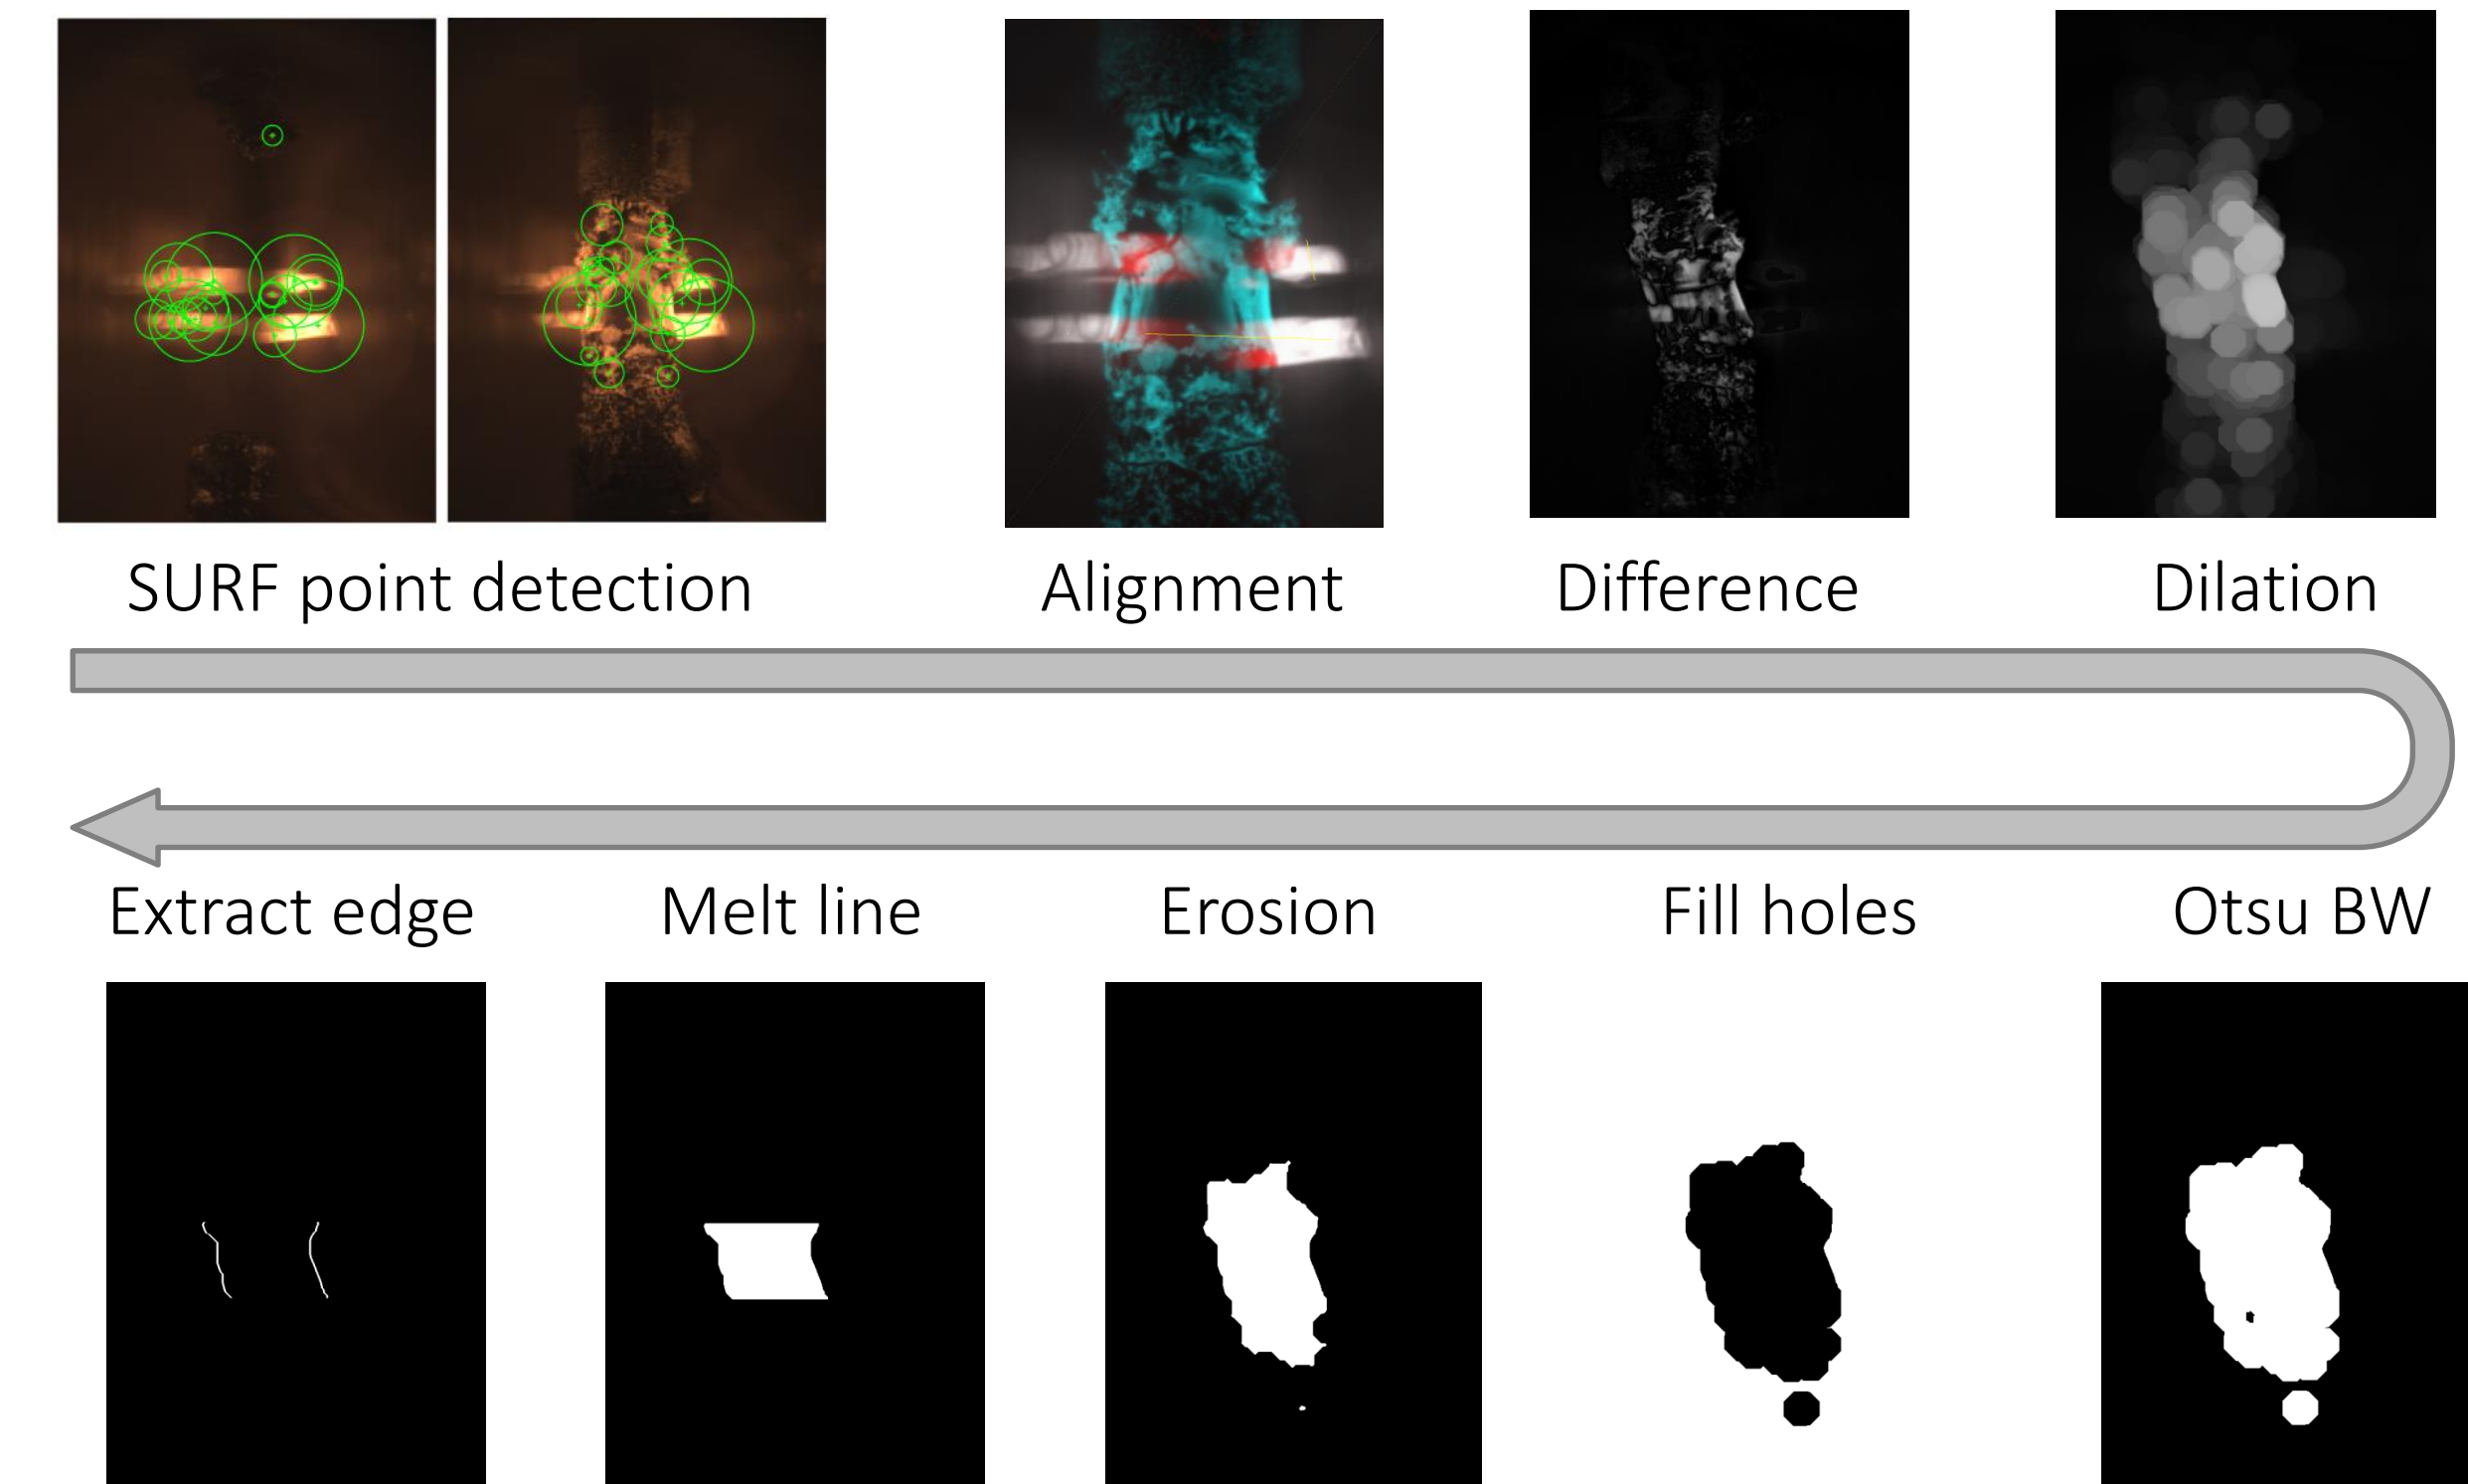 SURF point detection
Alignment
Difference
Dilation
Extract edge
Melt line
Erosion
Fill holes
Otsu BW